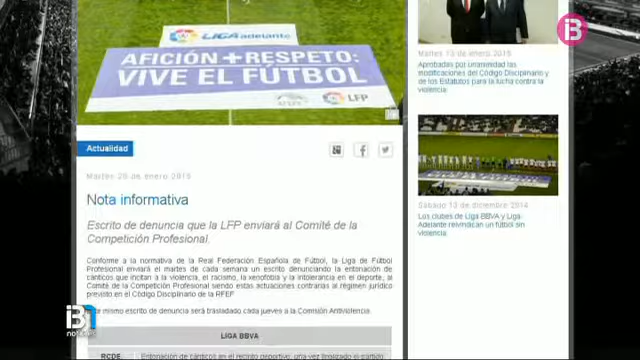 LIGA adelante
AFICIÓN + RESPETO:
VIVE EL FÚTBOL
LFP
Actualidad
Martes 20 de enero 2015
Nota informativa
Escrito de denuncia que la LFP enviará al Comité de la
Competición Profesional.
Conforme a la normativa de la Real Federación Española de Fútbol, la Liga de Fútbol
Profesional enviará el martes de cada semana un escrito denunciando la entonación de
cánticos que incitan a la violencia, el racismo, la xenofobia y la intolerancia en el deporte, al
Comité de la Competición Profesional siendo estas actuaciones contrarias al régimen jurídico
previsto en el Código Disciplinario de la RFEF
mismo escrito de denuncia será trasladado cada jueves a la Comisión Antiviolencia.
LIGA BBVA
RCDE. Entonación de cánticos en el recinto deportivo, una vez finalizado el partido
Martes 13 de enero 2015
Aprobadas por unanimidad las
modificaciones del Código Disciplinario y
de los Estatutos para la lucha contra la
violencia
Sábado 13 de diciembre 2014
Los clubes de Liga BBVA y Liga
Adelante reivindican un fútbol sin
violencia
IB